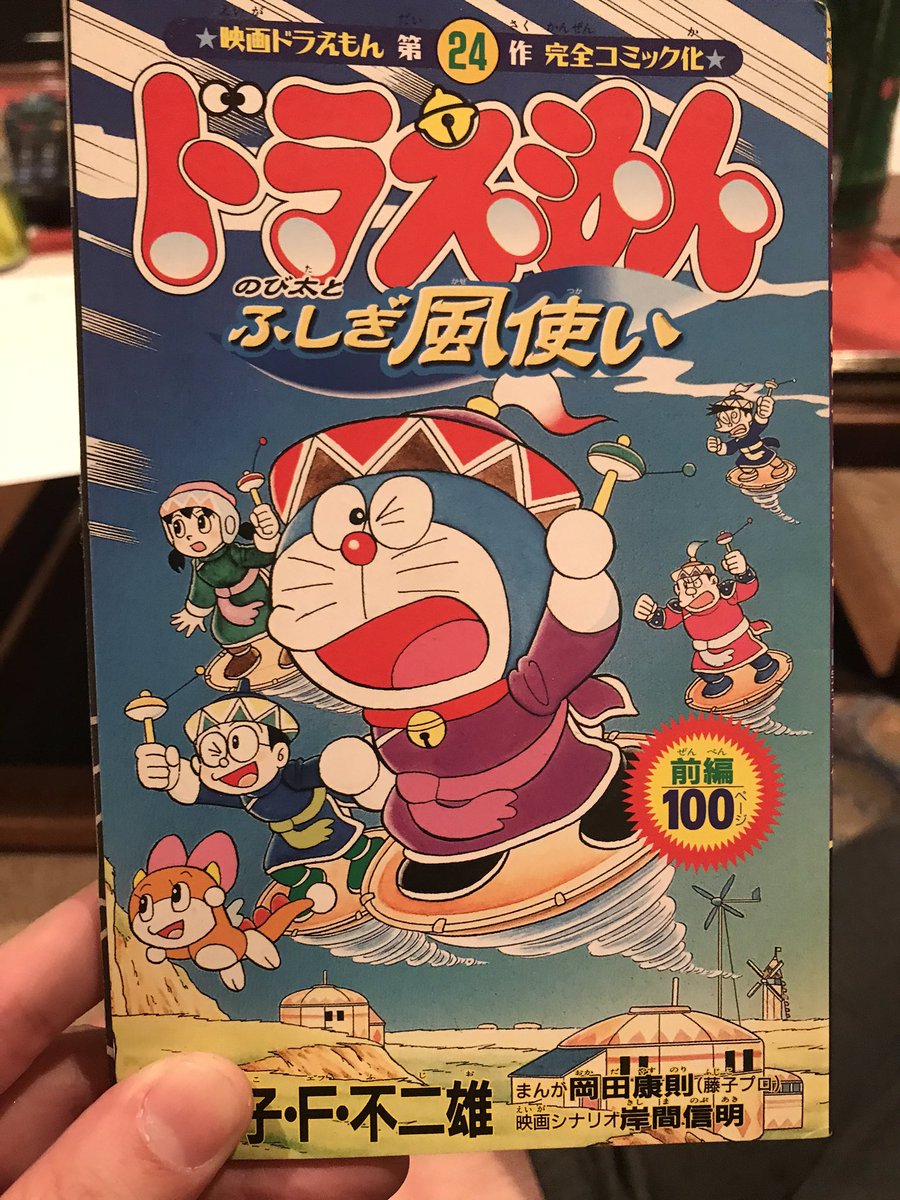 ★映画ドラえもん 第24作 完全コミック化★
ドラえもん
のび太と
ふしぎ風使い
前編
100ページ
子・F・不二雄
まんが岡田康則(藤子プロ)
映画シナリオ岸間信明